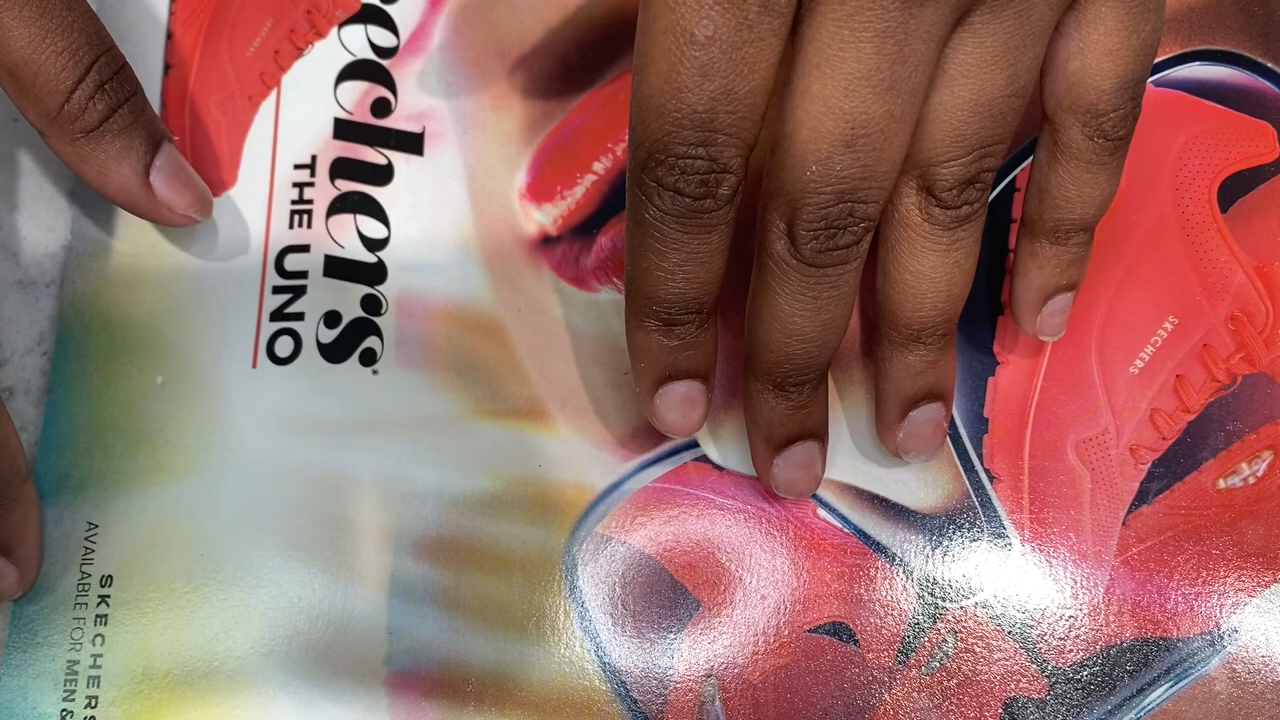 echers
THE UNO
SKECHERS
SKECHERS
AVAILABLE FOR MEN &